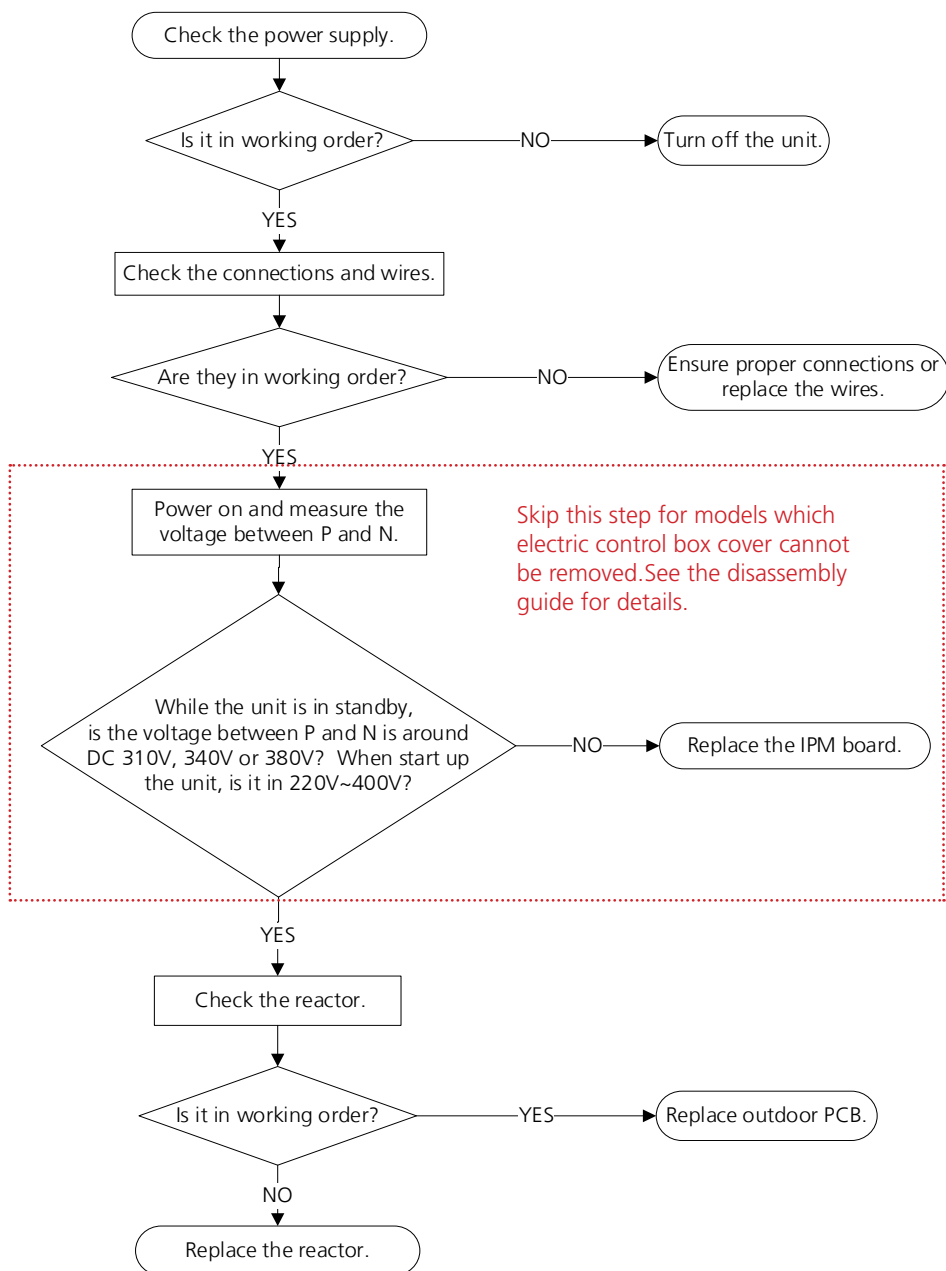 Check the power supply.
Is it in working order?
NO
Turn off the unit.
YES
Check the connections and wires.
Are they in working order?
NO
Ensure proper connections or
replace the wires.
YES
Power on and measure the
voltage between P and N.
Skip this step for models which
electric control box cover cannot
be removed.See the disassembly
guide for details.
While the unit is in standby,
is the voltage between P and N is around
DC 310V, 340V or 380V?  When start up
the unit, is it in 220V~400V?
NO
Replace the IPM board.
YES
Check the reactor.
Is it in working order?
YES
Replace outdoor PCB.
NO
Replace the reactor.